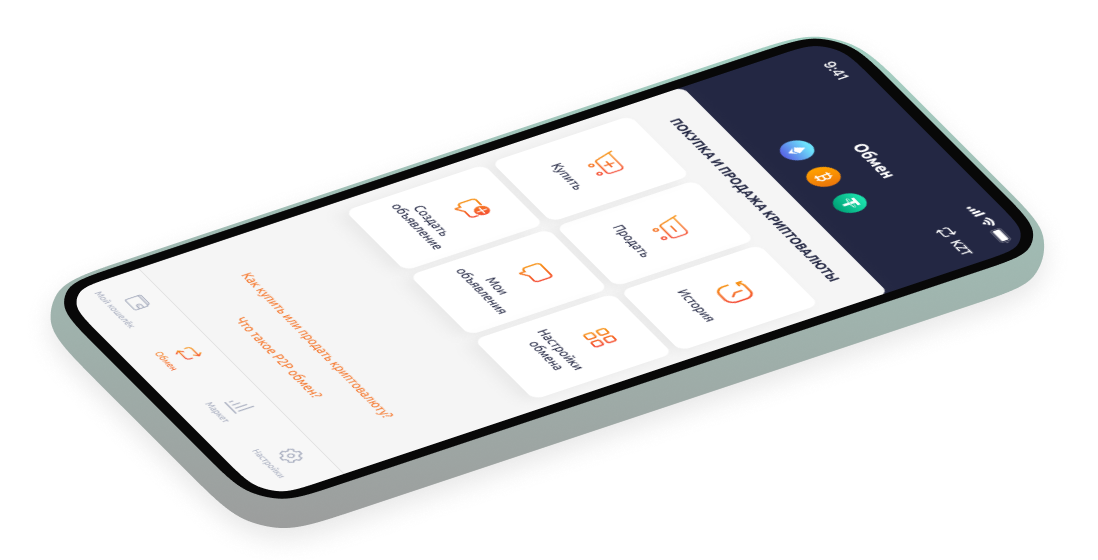 9:41
KZT
Обмен
ПОКУПКА И ПРОДАЖА КРИПТОВАЛЮТЫ
Купить
Продать
История
Создать
объявление
Мои
объявления
Настройки
обмена
Как купить или продать криптовалюту?
Что такое P2P обмен?
Мой кошелёк
Обмен
Маркет
Настройки